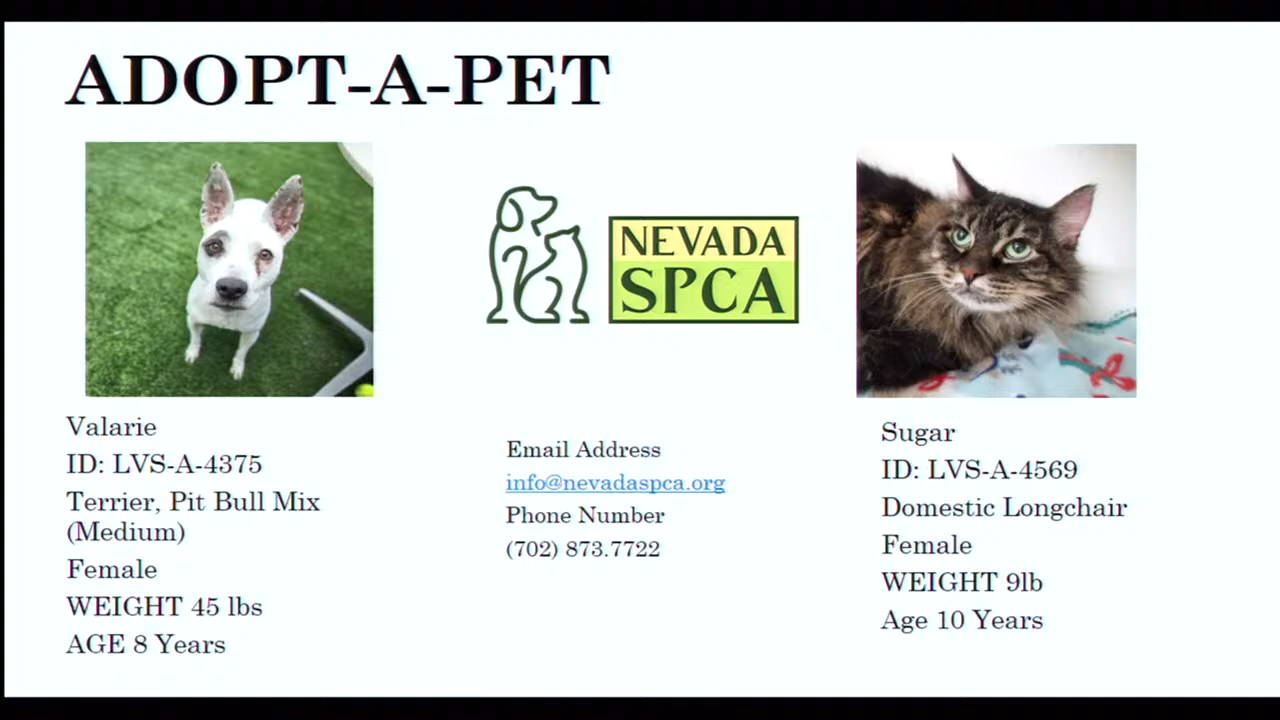 ADOPT-A-PET
NEVADA
SPCA
Valarie
ID: LVS-A-4375
Terrier, Pit Bull Mix
(Medium)
Female
WEIGHT 45 lbs
AGE 8 Years
Email Address
info@nevadaspca.org
Phone Number
(702) 873.7722
Sugar
ID: LVS-A-4569
Domestic Longchair
Female
WEIGHT 9lb
Age 10 Years